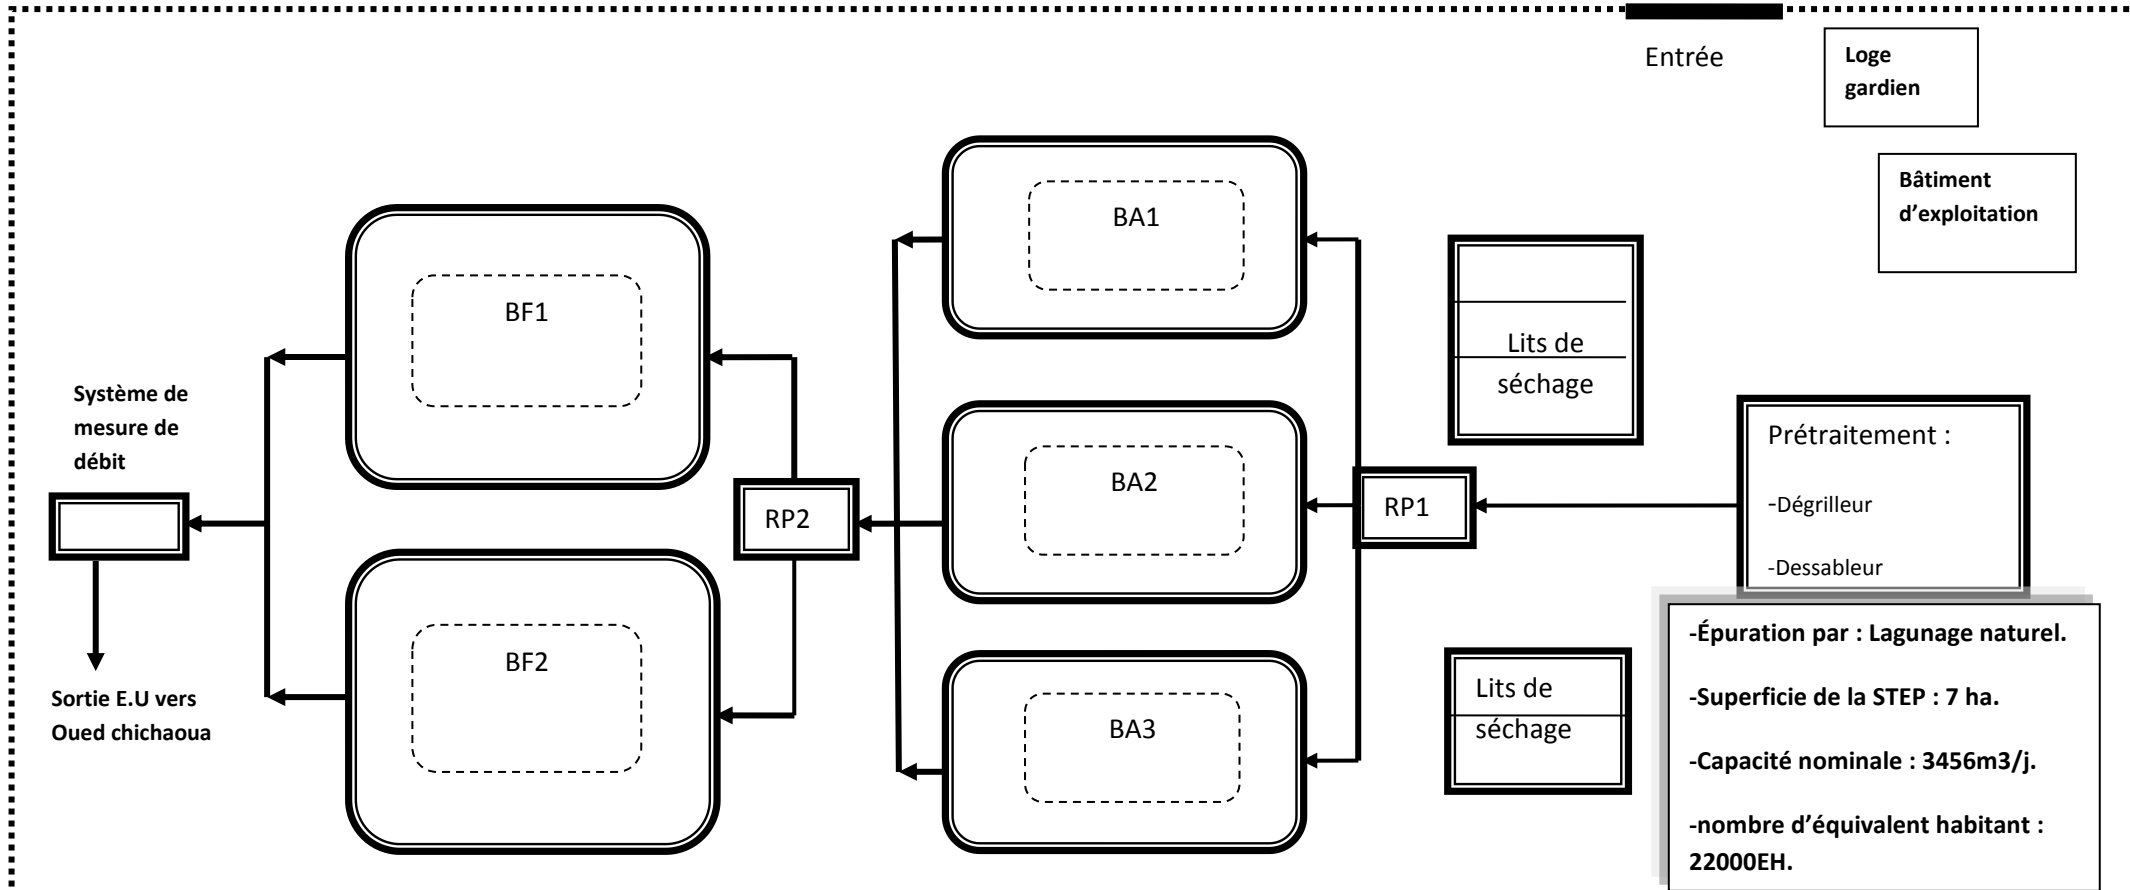 Entrée
Loge
gardien
Bâtiment
d’exploitation
BA1
BF1
Lits de
séchage
Système de
mesure de
débit
Prétraitement :
-Dégrilleur
-Dessableur
BA2
RP1
RP2
-Épuration par : Lagunage naturel.
-Superficie de la STEP : 7 ha.
-Capacité nominale : 3456m3/j.
-nombre d’équivalent habitant :
22000EH.
BF2
Lits de
séchage
BA3
Sortie E.U vers
Oued chichaoua